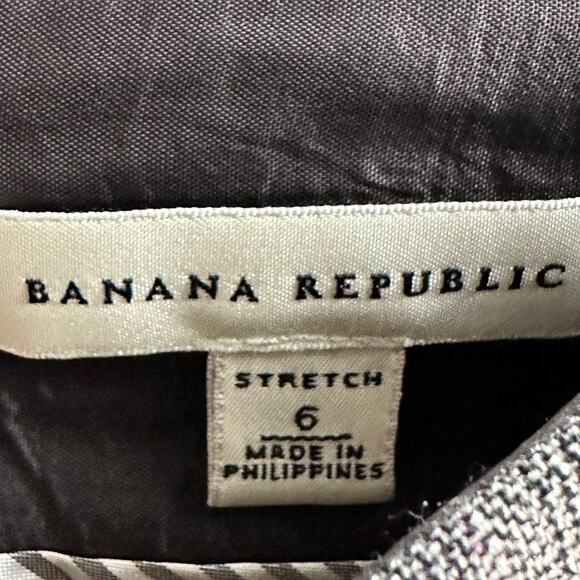 BANANA REPUBLIC
STRETCH
6
MADE IN
PHILIPPINES